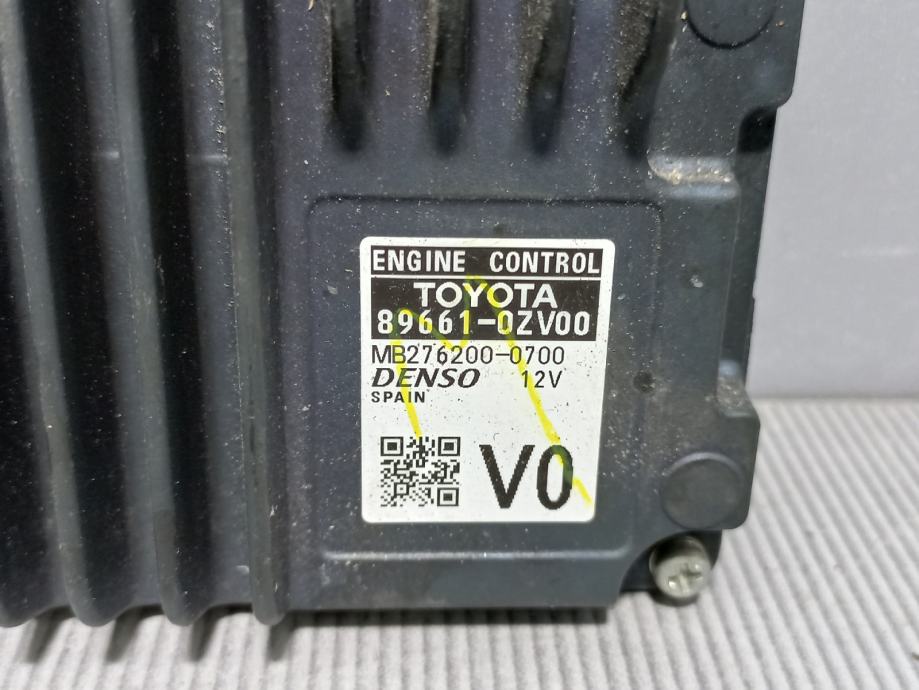 ENGINE CONTROL
TOYOTA
89661-0ZV00
MB276200-0700
DENSO 12V
SPAIN
V0